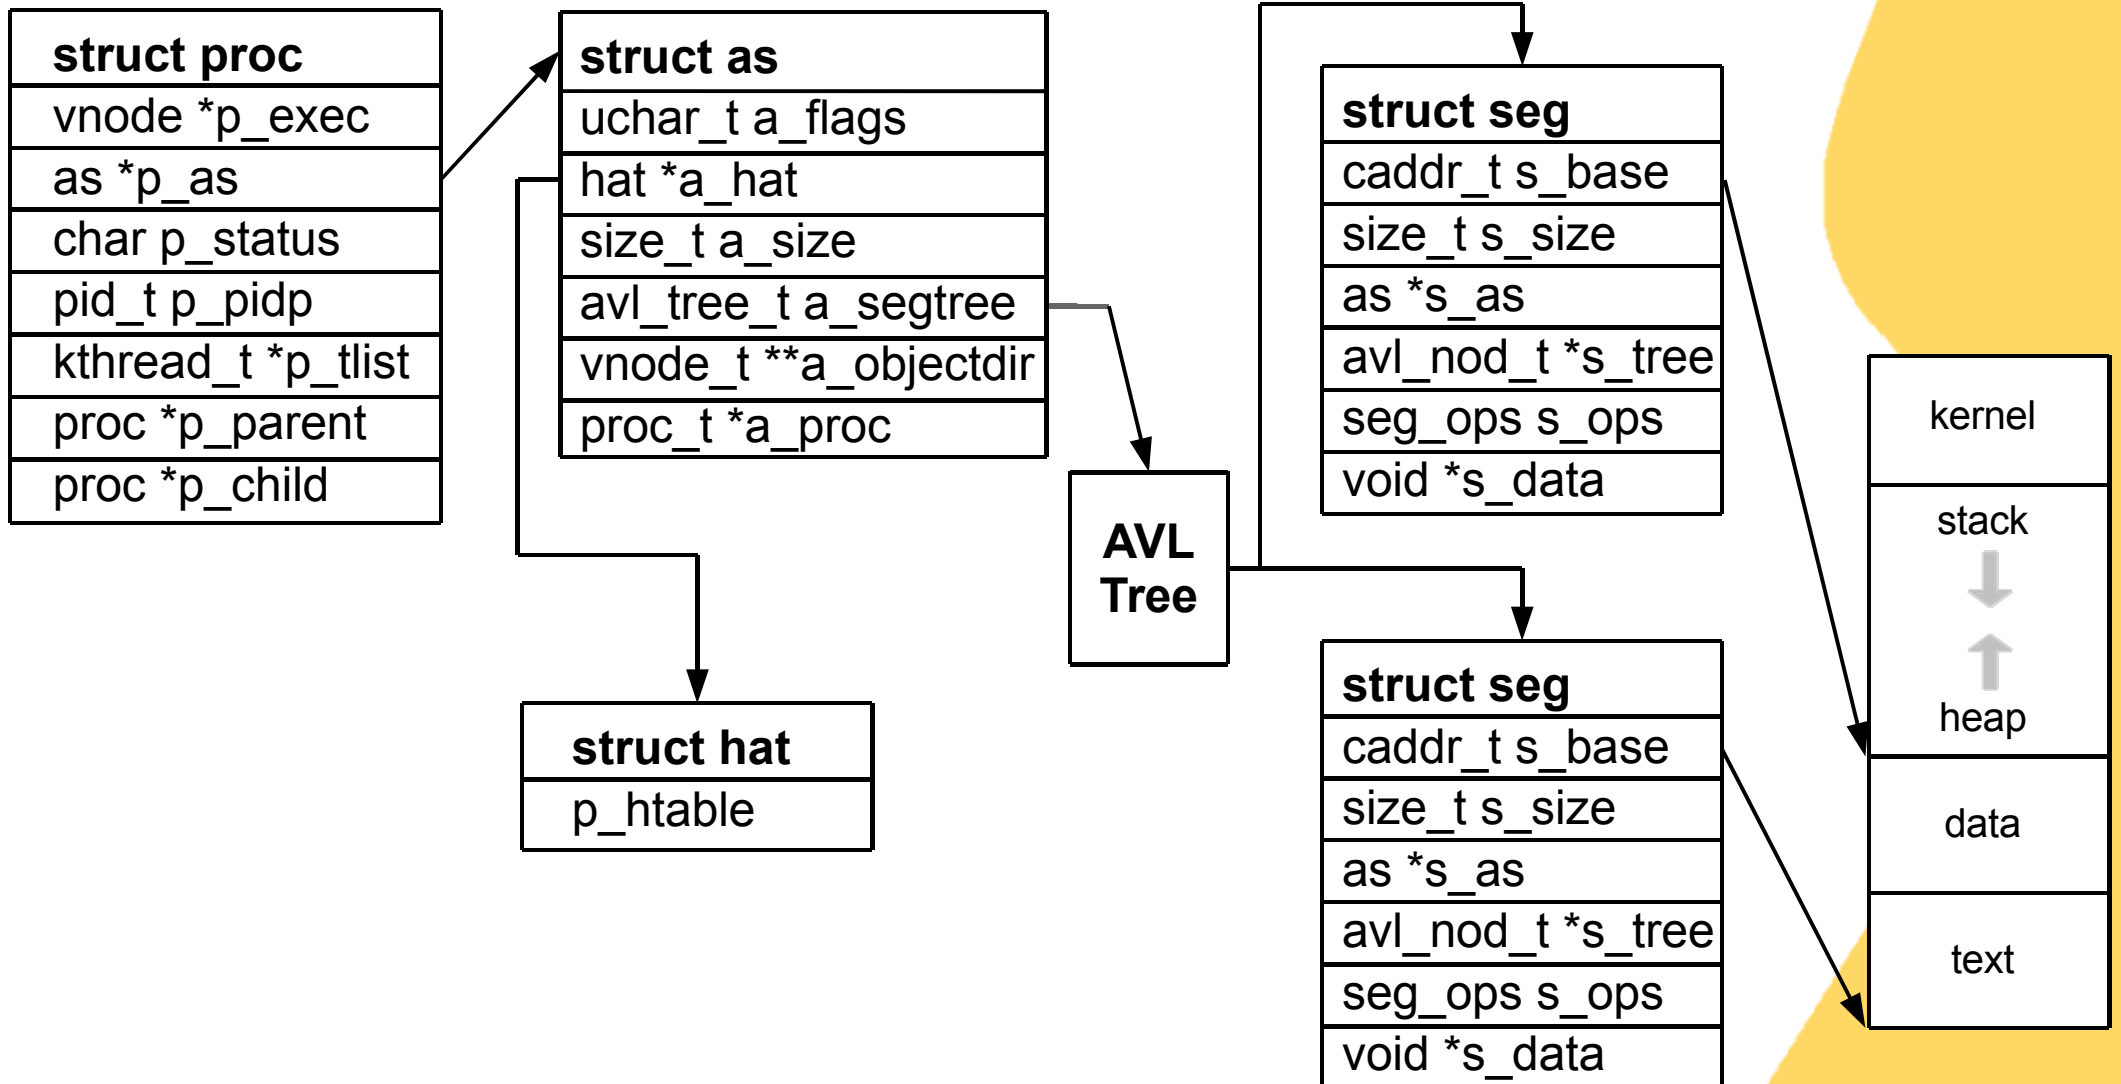 struct proc
vnode *p_exec
as *p_as
char p_status
pid_t p_pidp
kthread_t *p_tlist
proc *p_parent
proc *p_child
struct as
uchar_t a_flags
hat *a_hat
size_t a_size
avl_tree_t a_segtree
vnode_t **a_objectdir
proc_t *a_proc
struct hat
p_htable
AVL
Tree
struct seg
caddr_t s_base
size_t s_size
as *s_as
avl_nod_t *s_tree
seg_ops s_ops
void *s_data
struct seg
caddr_t s_base
size_t s_size
as *s_as
avl_nod_t *s_tree
seg_ops s_ops
void *s_data
kernel
stack
heap
data
text